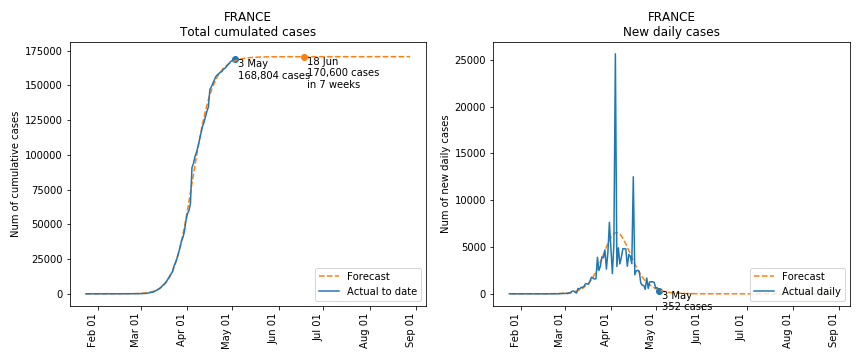 FRANCE
Total cumulated cases
Num of cumulative cases
175000
150000
125000
100000
75000
50000
25000
0
3 May
168,804 cases
18 Jun
170,600 cases
in 7 weeks
Forecast
Actual to date
Feb 01
Mar 01
Apr 01
May 01
Jun 01
Jul 01
Aug 01
Sep 01
FRANCE
New daily cases
Num of new daily cases
25000
20000
15000
10000
5000
0
3 May
352 cases
Forecast
Actual daily
Feb 01
Mar 01
Apr 01
May 01
Jun 01
Jul 01
Aug 01
Sep 01